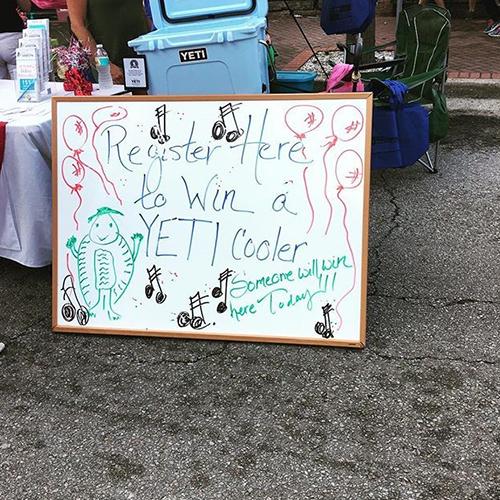 YETI
Register Here
to Win a
YETI Cooler
Someone will win
here Today!!!